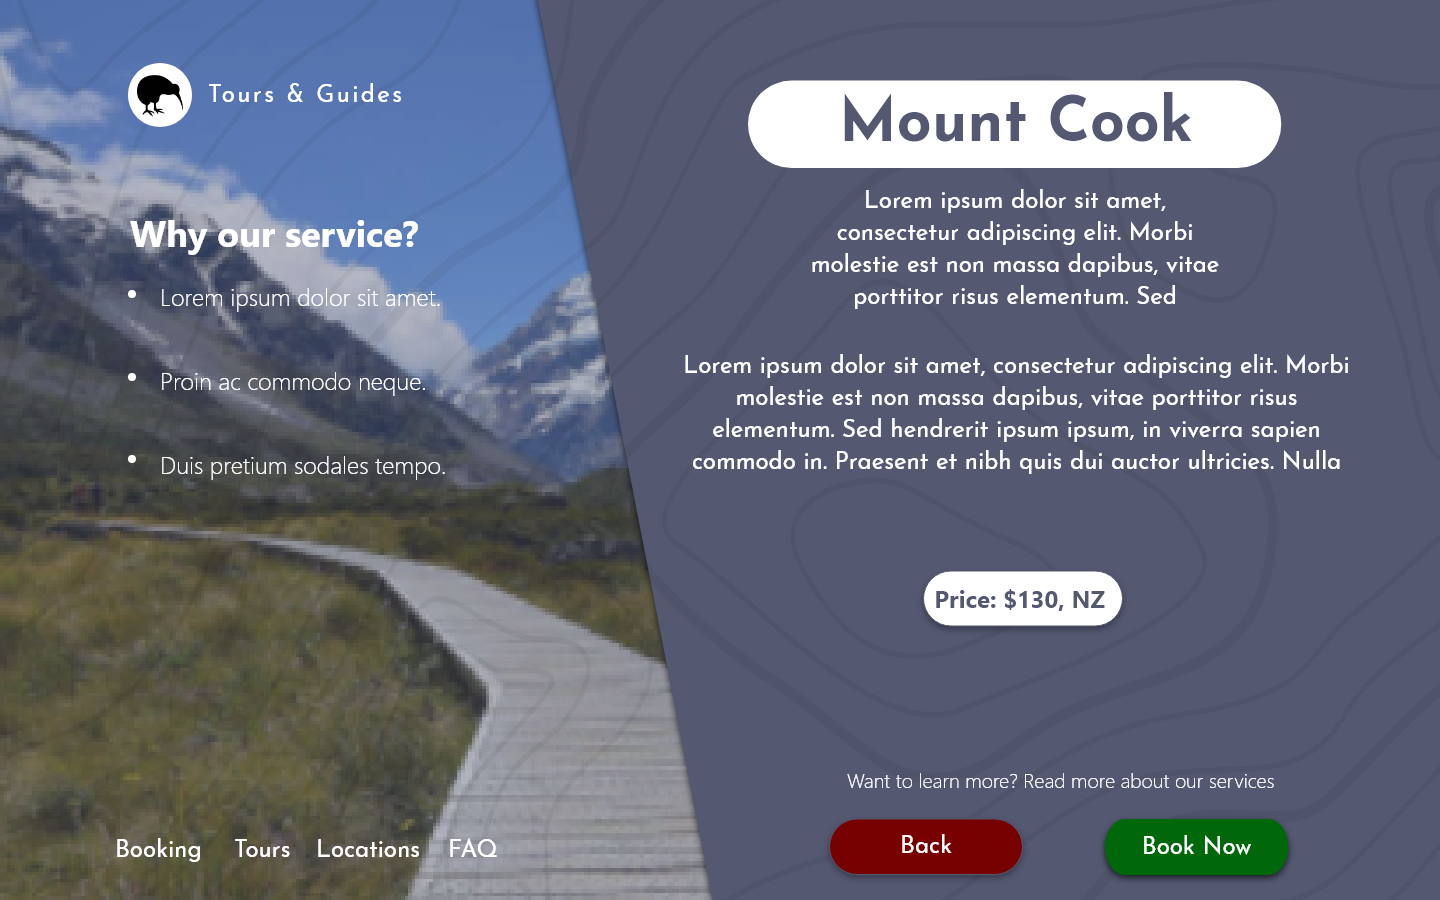 Tours & Guides
Why our service?
• Lorem ipsum dolor sit amet.
• Proin ac commodo neque.
• Duis pretium sodales tempo.
Booking Tours Locations FAQ
Mount Cook
Lorem ipsum dolor sit amet,
consectetur adipiscing elit. Morbi
molestie est non massa dapibus, vitae
porttitor risus elementum. Sed
Lorem ipsum dolor sit amet, consectetur adipiscing elit. Morbi
molestie est non massa dapibus, vitae porttitor risus
elementum. Sed hendrerit ipsum ipsum, in viverra sapien
commodo in. Praesent et nibh quis dui auctor ultricies. Nulla
Price: $130, NZ
Want to learn more? Read more about our services
Back Book Now